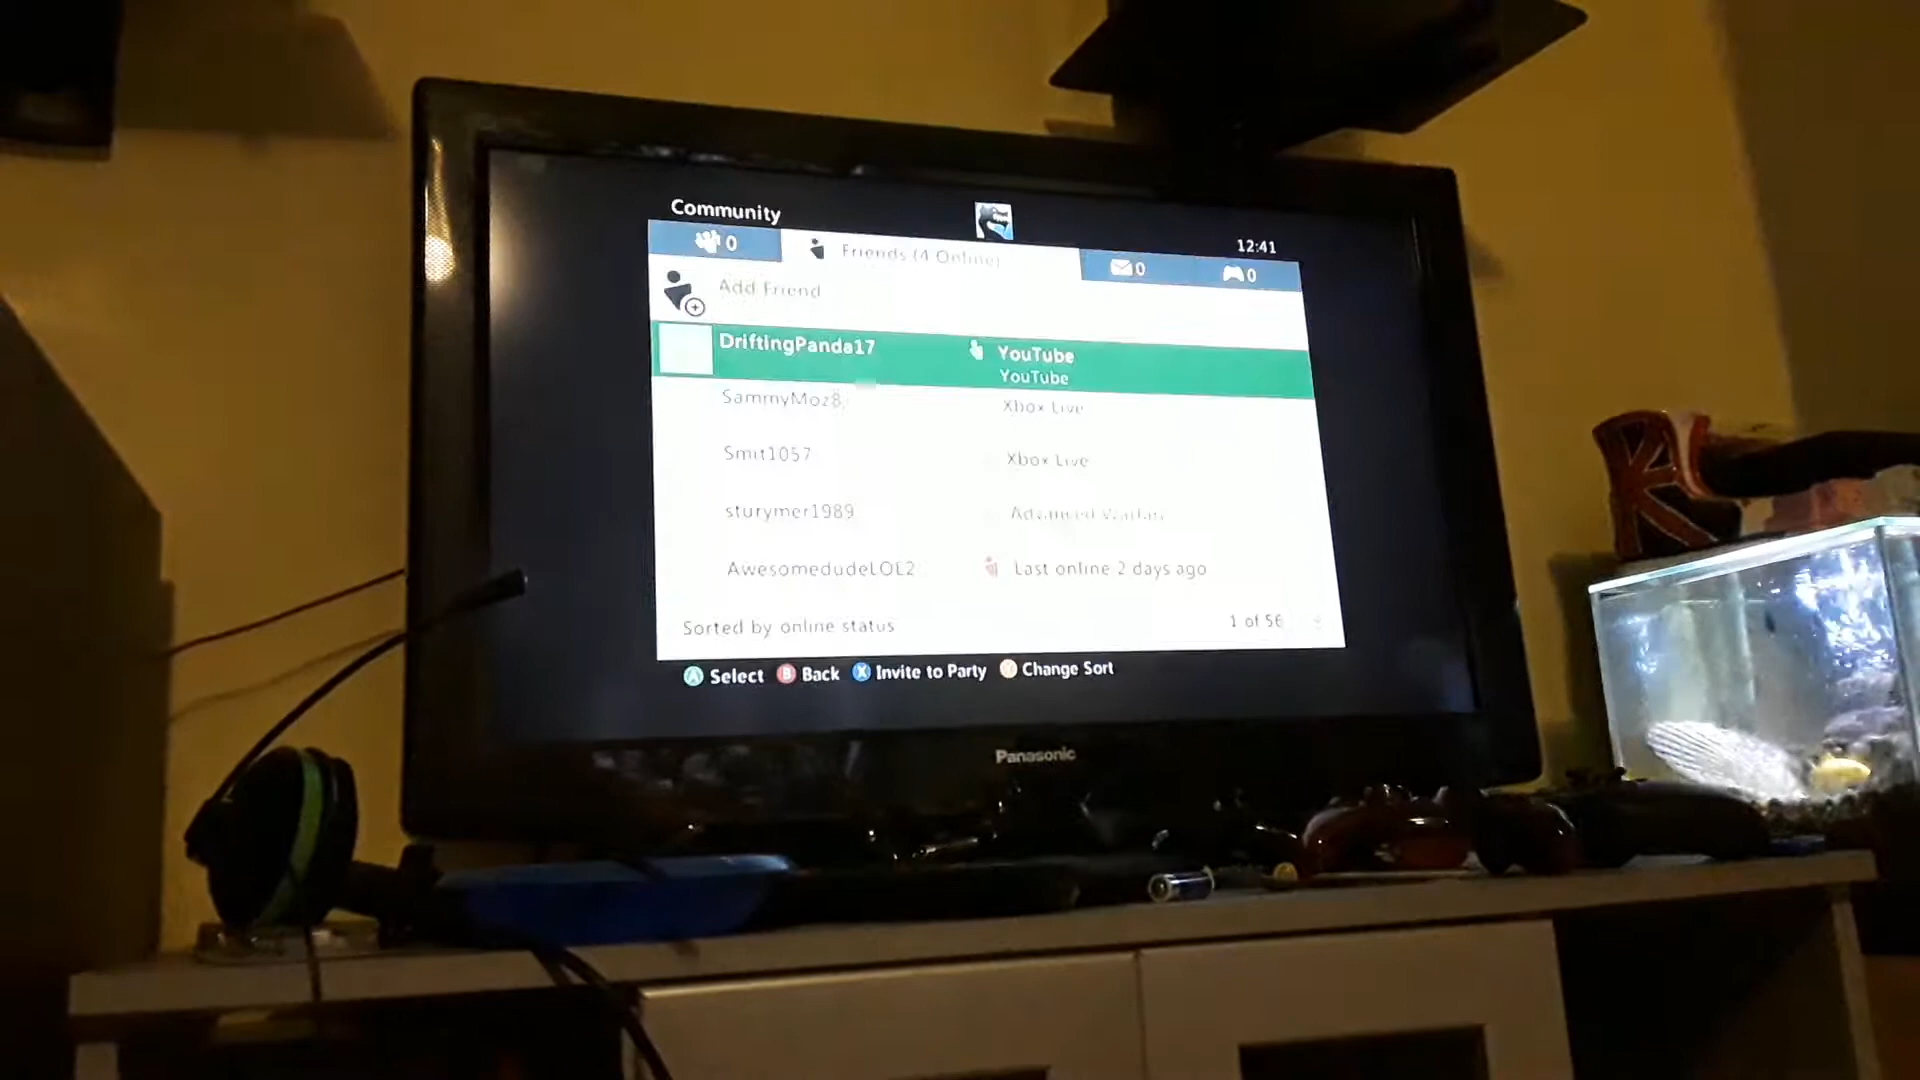 Community
12:41
0
Friends (4 Online)
0
0
Add Friend
DriftingPanda17
YouTube
YouTube
SammyMoz8
Xbox Live
Smit1057
Xbox Live
sturymer1989
Advanced Warfare
AwesomedudeLOL2
Last online 2 days ago
Sorted by online status
1 of 56
A Select B Back X Invite to Party Y Change Sort
Panasonic